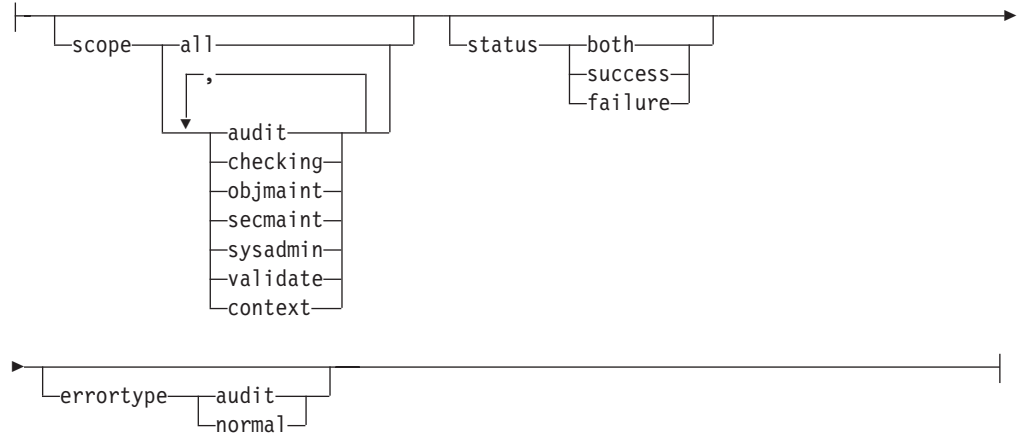 scope all status both
, success
failure
audit
checking
objmaint
secmaint
sysadmin
validate
context
errortype audit
normal